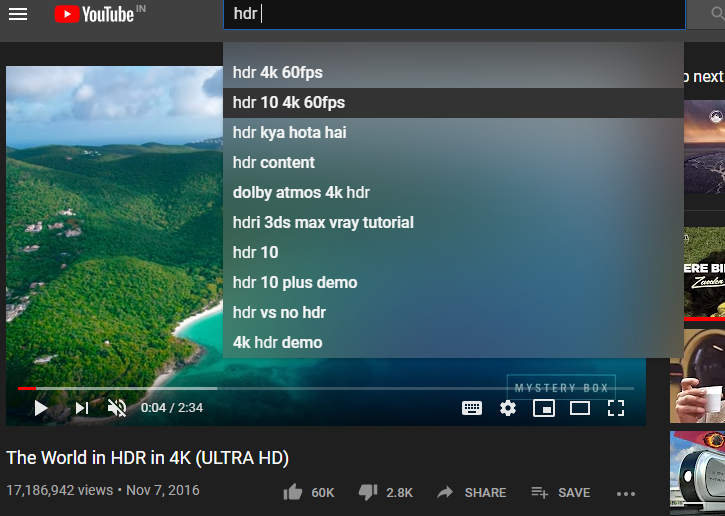 YouTube IN
hdr
hdr 4k 60fps
hdr 10 4k 60fps
hdr kya hota hai
hdr content
dolby atmos 4k hdr
hdri 3ds max vray tutorial
hdr 10
hdr 10 plus demo
hdr vs no hdr
4k hdr demo
next
ERE BI
MYSTERY BOX
0:04 / 2:34
The World in HDR in 4K (ULTRA HD)
17,186,942 views • Nov 7, 2016
60K
2.8K
SHARE
SAVE